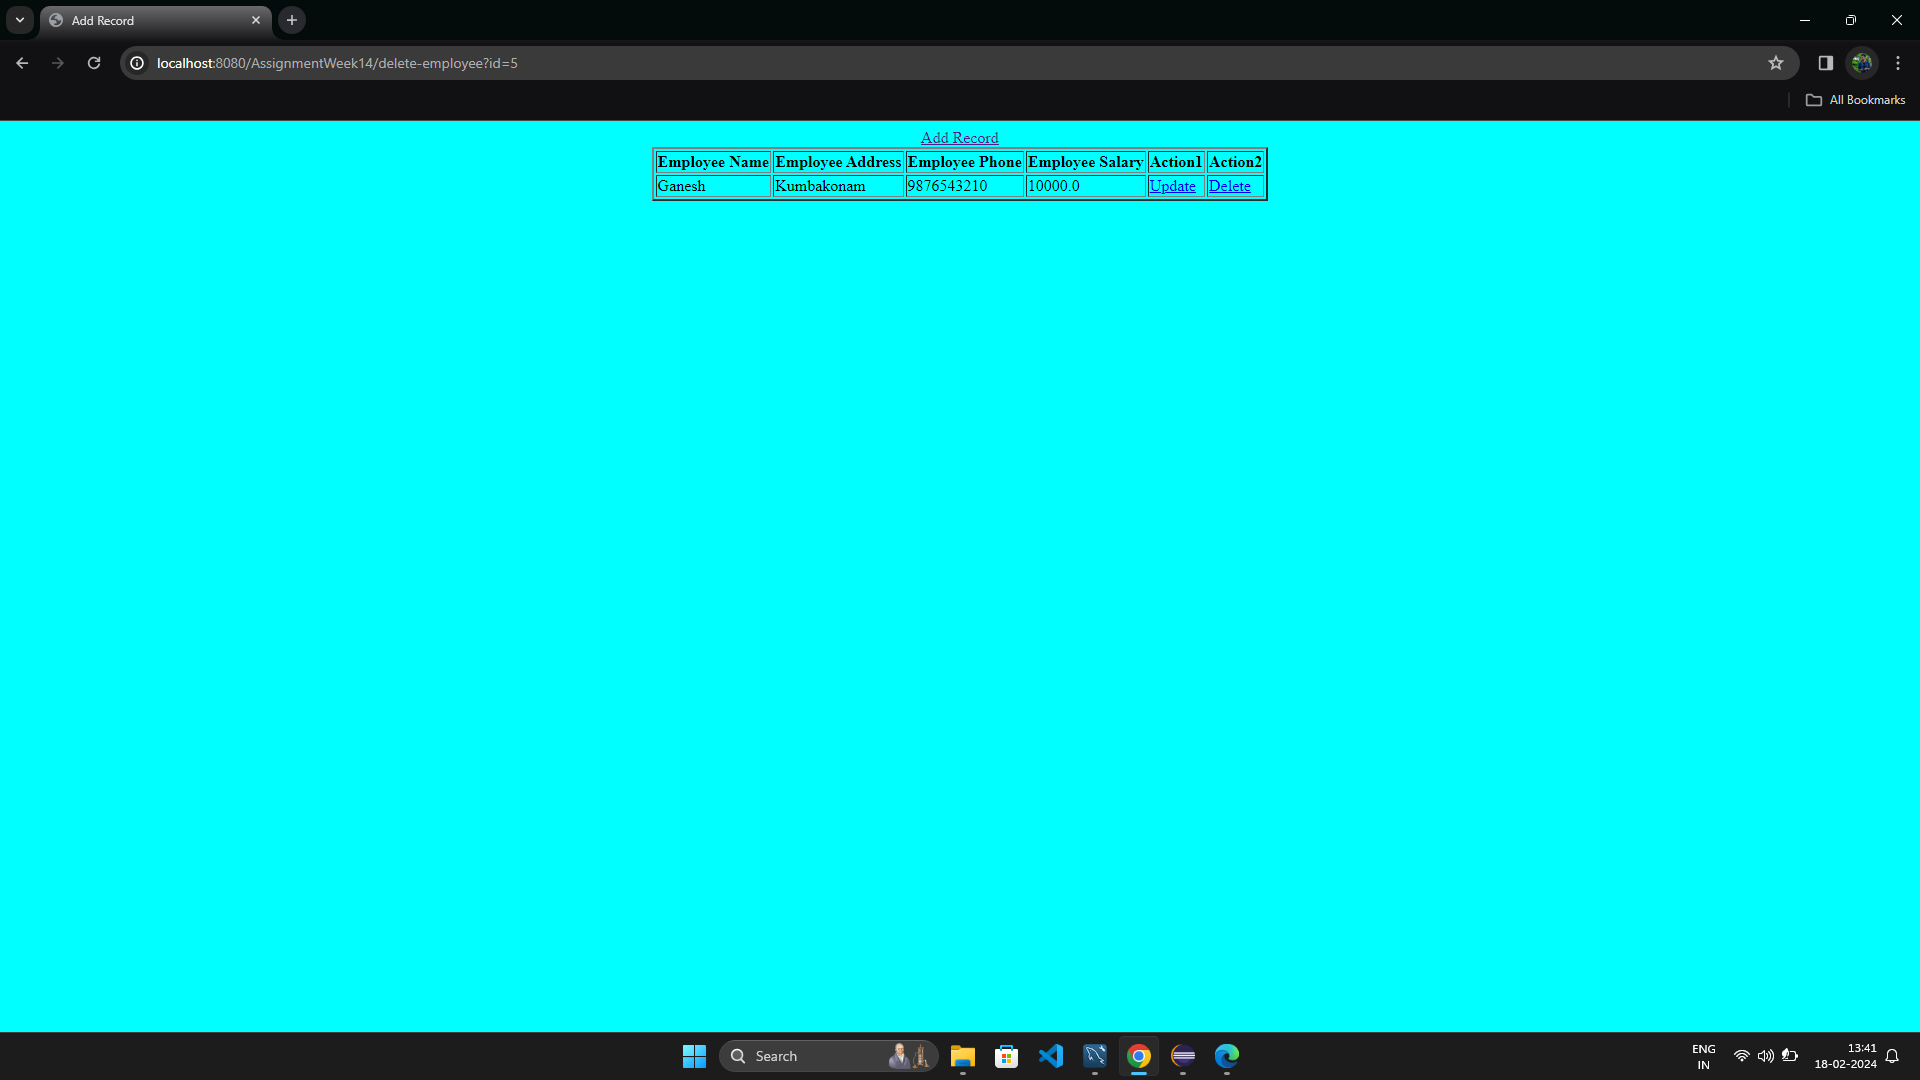 Add Record
localhost:8080/AssignmentWeek14/delete-employee?id=5
All Bookmarks
Add Record
Employee Name Employee Address Employee Phone Employee Salary Action1 Action2
Ganesh Kumbakonam 9876543210 10000.0 Update Delete
Search
ENG
IN
13:41
18-02-2024